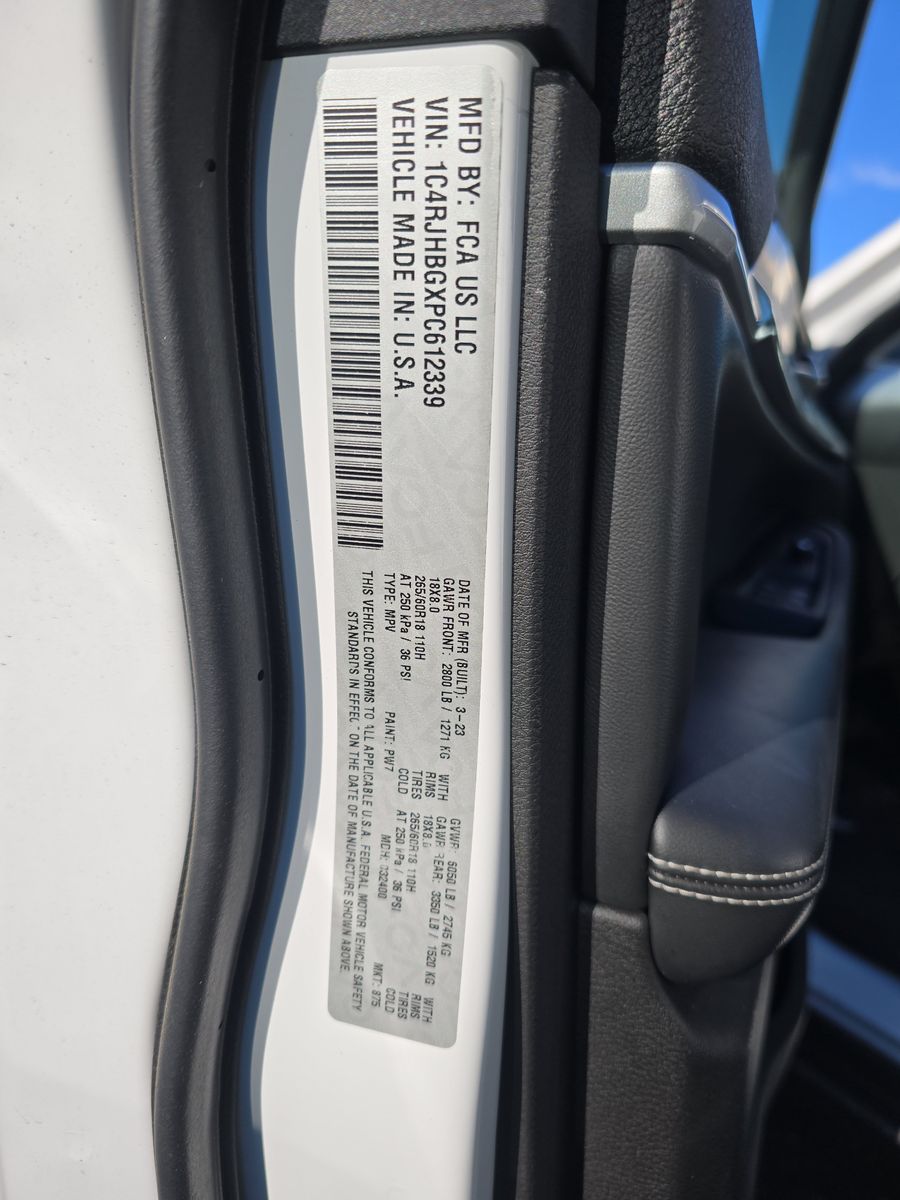 MFD BY: FCA US LLC
VIN: 1C4RJHBGXPC612339
VEHICLE MADE IN: U.S.A.
DATE OF MFR (BUILT): 3-23 GVWR: 6050 LB / 2745 KG
GAWR FRONT: 2800 LB / 1271 KG WITH GAWR REAR: 3350 LB / 1520 KG WITH
18X8.0 RIMS 18X8.0 RIMS
265/60R18 110H TIRES 265/60R18 110H TIRES
AT 250 kPa / 36 PSI COLD AT 250 kPa / 36 PSI COLD
TYPE: MPV PAINT: PW7 MDH: 032400 MKT: 875
THIS VEHICLE CONFORMS TO ALL APPLICABLE U.S.A. FEDERAL MOTOR VEHICLE SAFETY
STANDARDS IN EFFECT ON THE DATE OF MANUFACTURE SHOWN ABOVE.